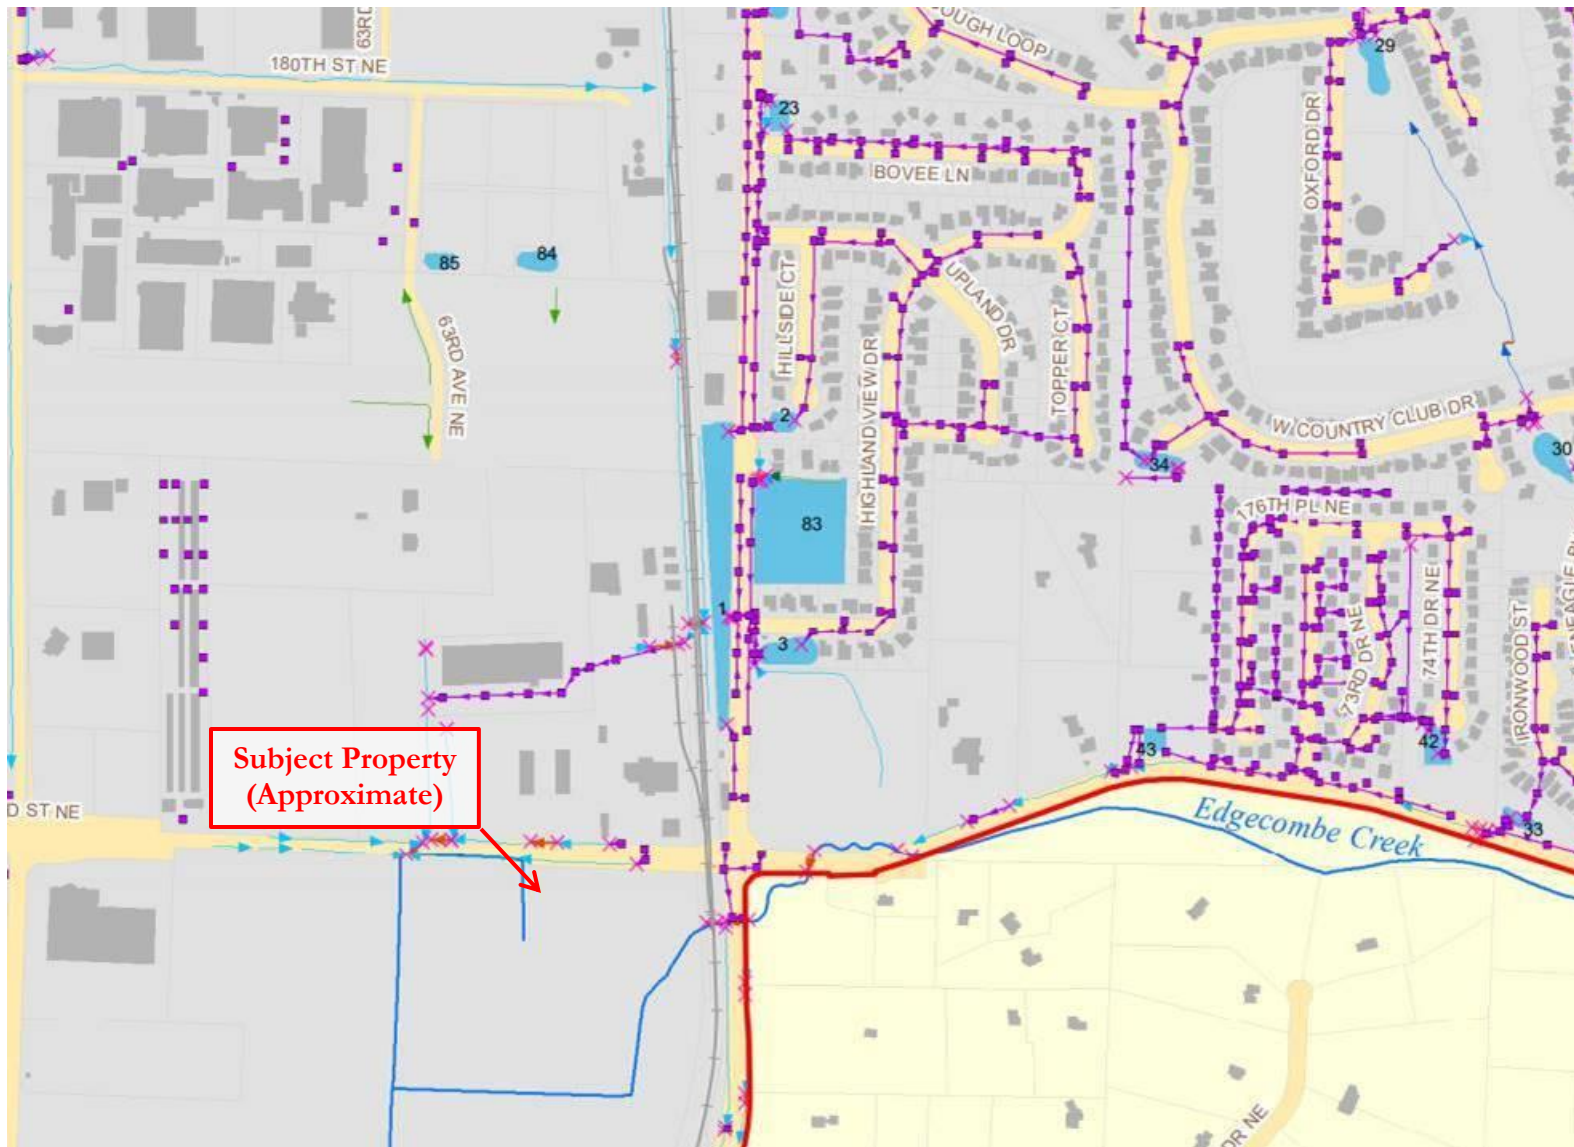 63RD
180TH ST NE
OUGH LOOP
29
OXFORD DR
23
BOVEE LN
85
84
HILLSIDE CT
UPLAND DR
TOPPER CT
63RD AVE NE
HIGHLAND VIEW DR
2
W COUNTRY CLUB DR
34
30
83
176TH PL NE
1
3
73RD DR NE
74TH DR NE
IRONWOOD ST
43
42
33
Subject Property
(Approximate)
D ST NE
Edgecombe Creek
DR NE